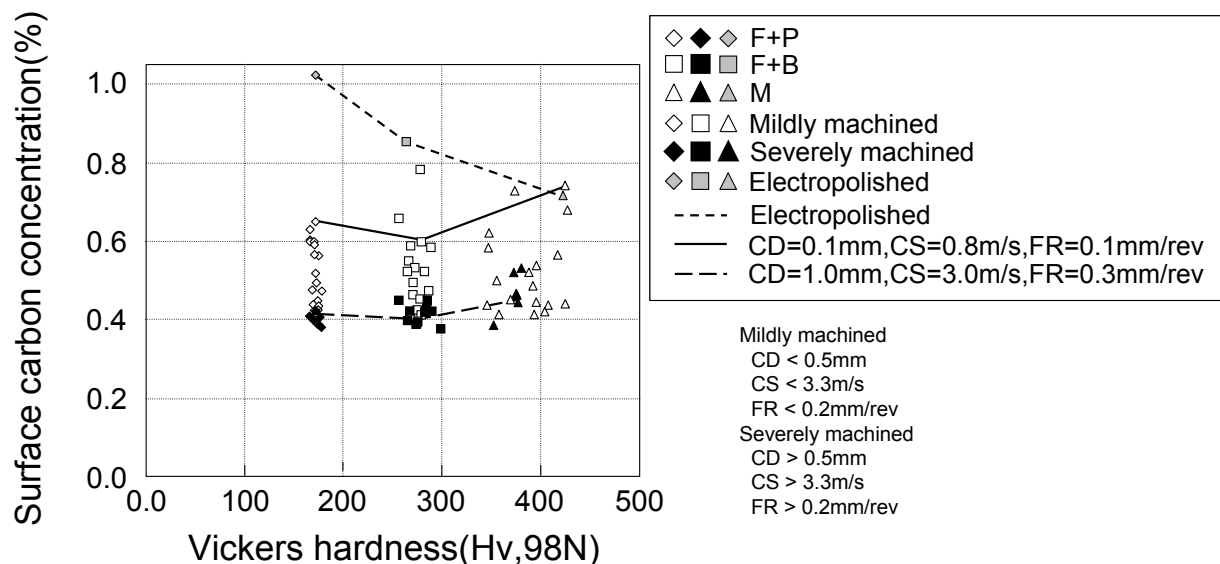 Surface carbon concentration(%)
1.0
0.8
0.6
0.4
0.2
0.0
0.0 100 200 300 400 500
Vickers hardness(Hv,98N)
F+P
F+B
M
Mildly machined
Severely machined
Electropolished
Electropolished
CD=0.1mm,CS=0.8m/s,FR=0.1mm/rev
CD=1.0mm,CS=3.0m/s,FR=0.3mm/rev
Mildly machined
CD < 0.5mm
CS < 3.3m/s
FR < 0.2mm/rev
Severely machined
CD > 0.5mm
CS > 3.3m/s
FR > 0.2mm/rev